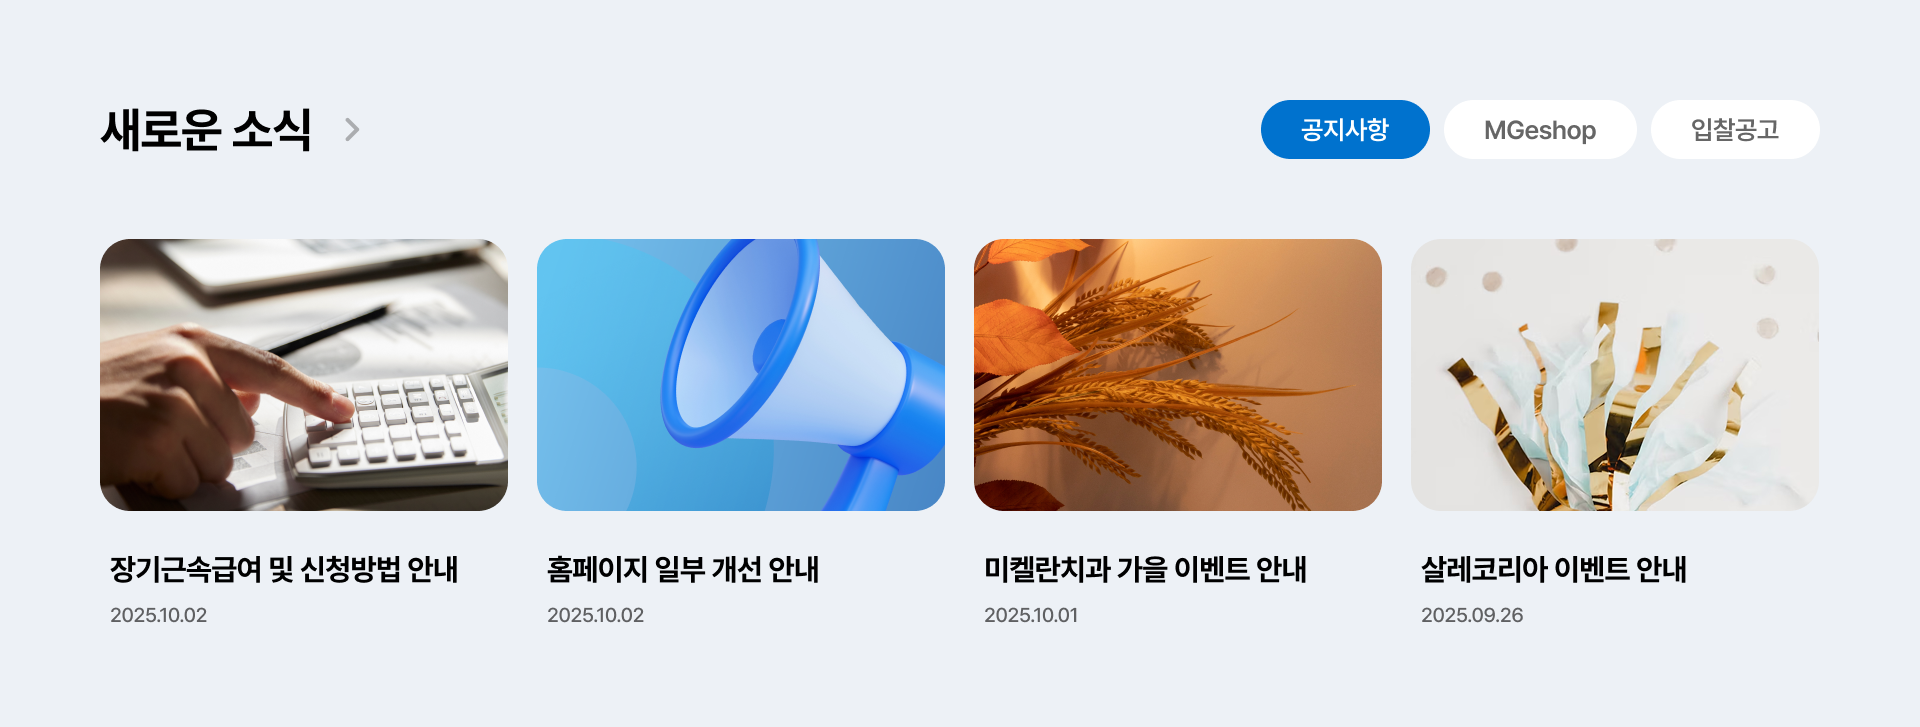 새로운 소식
공지사항
MGeshop
입찰공고
장기근속급여 및 신청방법 안내
2025.10.02
홈페이지 일부 개선 안내
2025.10.02
미켈란치과 가을 이벤트 안내
2025.10.01
살레코리아 이벤트 안내
2025.09.26